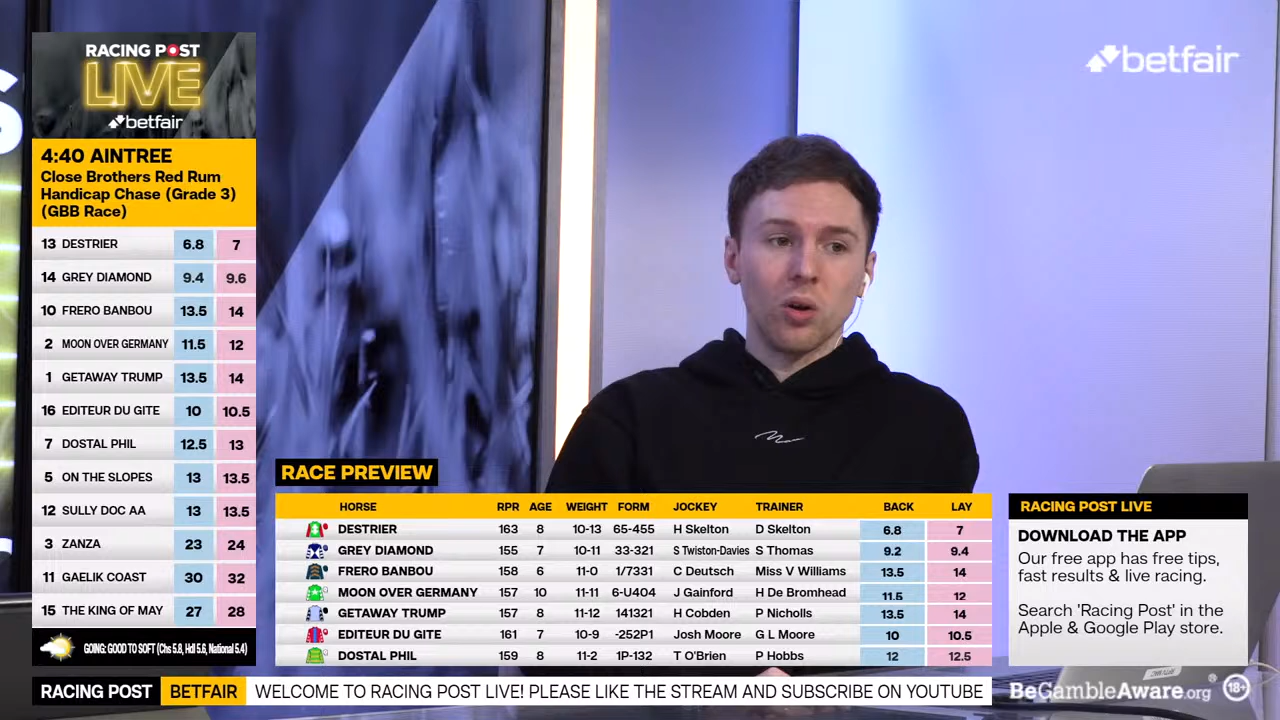 RACING POST
LIVE
betfair
4:40 AINTREE
Close Brothers Red Rum
Handicap Chase (Grade 3)
(GBB Race)
13 DESTRIER 6.8 7
14 GREY DIAMOND 9.4 9.6
10 FRERO BANBOU 13.5 14
2 MOON OVER GERMANY 11.5 12
1 GETAWAY TRUMP 13.5 14
16 EDITEUR DU GITE 10 10.5
7 DOSTAL PHIL 12.5 13
5 ON THE SLOPES 13 13.5
12 SULLY DOC AA 13 13.5
3 ZANZA 23 24
11 GAELIK COAST 30 32
15 THE KING OF MAY 27 28
GOING: GOOD TO SOFT (Chs 5.8, Hdl 5.6, National 5.4)
betfair
RACE PREVIEW
HORSE RPR AGE WEIGHT FORM JOCKEY TRAINER BACK LAY
DESTRIER 163 8 10-13 65-455 H Skelton D Skelton 6.8 7
GREY DIAMOND 155 7 10-11 33-321 S Twiston-Davies S Thomas 9.2 9.4
FRERO BANBOU 158 6 11-0 1/7331 C Deutsch Miss V Williams 13.5 14
MOON OVER GERMANY 157 10 11-11 6-U404 J Gainford H De Bromhead 11.5 12
GETAWAY TRUMP 157 8 11-12 141321 H Cobden P Nicholls 13.5 14
EDITEUR DU GITE 161 7 10-9 -252P1 Josh Moore G L Moore 10 10.5
DOSTAL PHIL 159 8 11-2 1P-132 T O'Brien P Hobbs 12 12.5
RACING POST LIVE
DOWNLOAD THE APP
Our free app has free tips,
fast results & live racing.
Search 'Racing Post' in the
Apple & Google Play store.
RACING POST BETFAIR WELCOME TO RACING POST LIVE! PLEASE LIKE THE STREAM AND SUBSCRIBE ON YOUTUBE
BeGambleAware.org® 18+